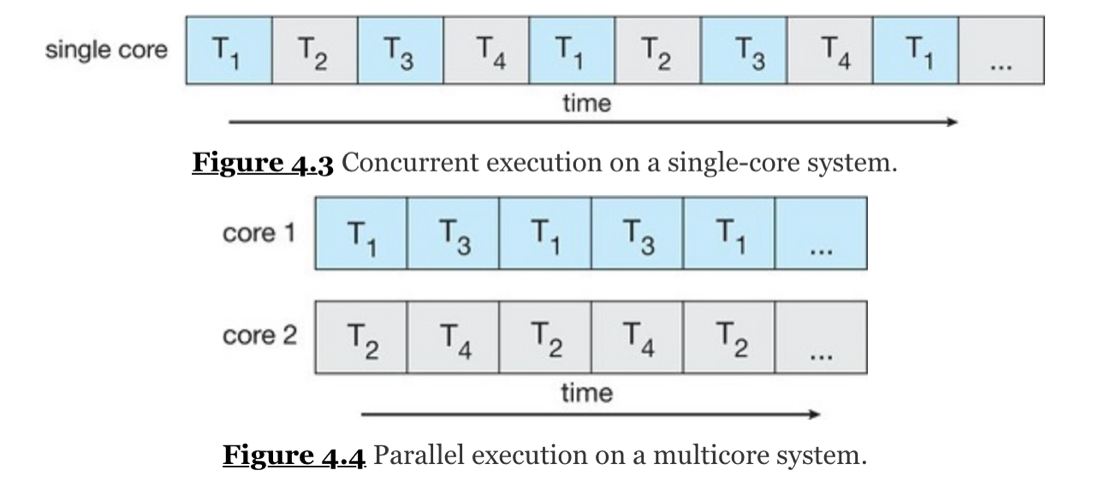 single core T1 T2 T3 T4 T1 T2 T3 T4 T1 ...
time
Figure 4.3 Concurrent execution on a single-core system.
core 1 T1 T3 T1 T3 T1 ...
core 2 T2 T4 T2 T4 T2 ...
time
Figure 4.4 Parallel execution on a multicore system.